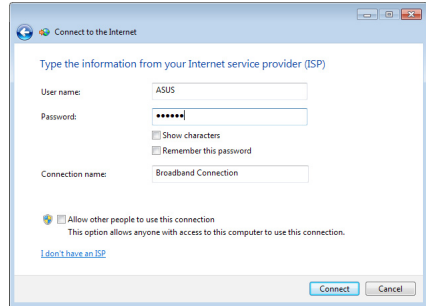 Connect to the Internet
Type the information from your Internet service provider (ISP)
User name:
ASUS
Password:
••••••
Show characters
Remember this password
Connection name:
Broadband Connection
Allow other people to use this connection
This option allows anyone with access to this computer to use this connection.
I don't have an ISP
Connect
Cancel